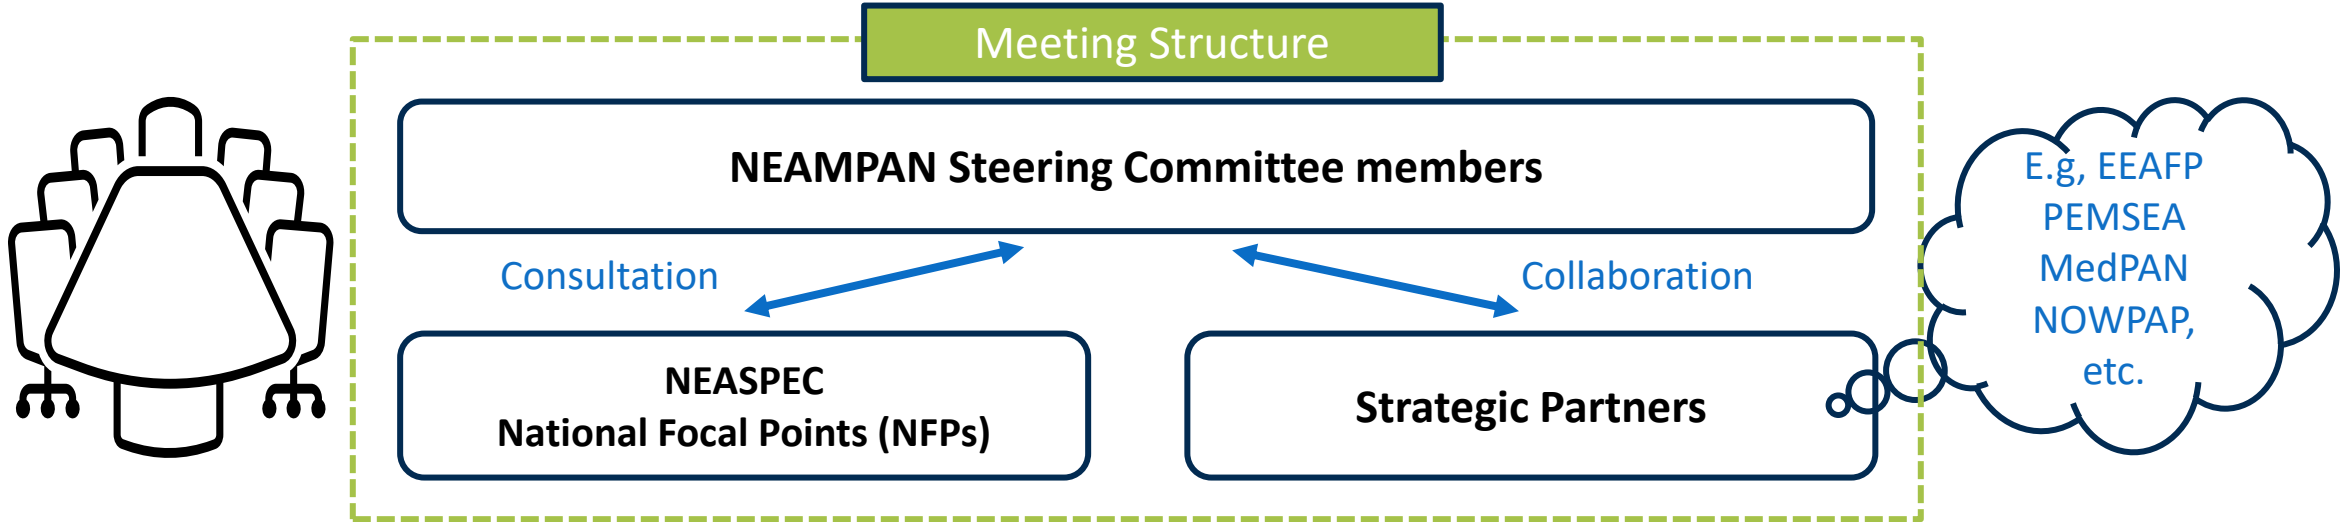 Meeting Structure
NEAMPAN Steering Committee members
Consultation
Collaboration
NEASPEC
National Focal Points (NFPs)
Strategic Partners
E.g, EEAFP
PEMSEA
MedPAN
NOWPAP,
etc.